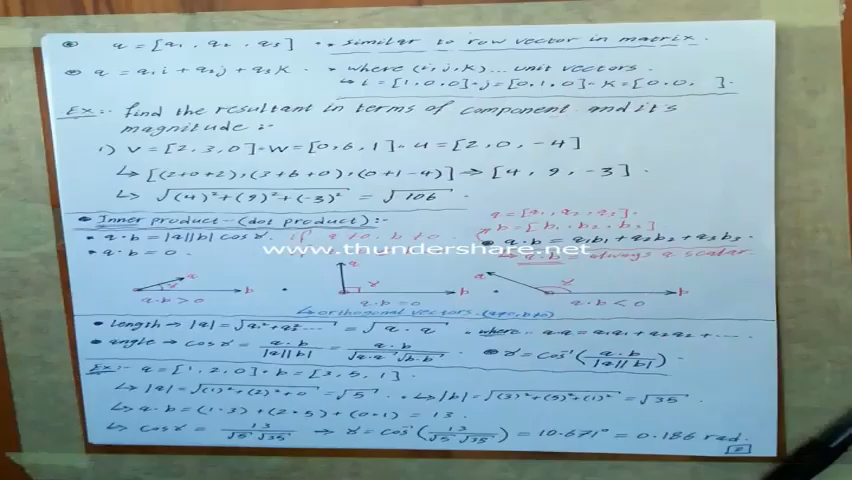 a = [a1, a2, a3] similar to row vector in matrix.
a = a1i + a2j + a3k where (i,j,k)... unit vectors
↳ i = [1,0,0], j = [0,1,0], k = [0,0, ].
Ex:- find the resultant in terms of component and it's
magnitude:-
1) V = [2,3,0], W = [0,6,1], u = [2,0,-4]
↳ [(2+0+2),(3+6+0),(0+1-4)] → [4, 9, -3].
↳ √(4)²+(9)²+(-3)² = √106.
Inner product-(dot product):-
a = [a1,a2,a3].
b = [b1,b2,b3]
a·b = |a||b| cos γ. if a≠0, b≠0
a·b = a1b1 + a2b2 + a3b3.
www.thundershare.net
a·b = 0.
↳ a·b = always a scalar.
a γ b a·b > 0
a γ b a·b = 0
a γ b a·b < 0
↳ orthogonal vectors. (a≠0, b≠0)
Length → |a| = √a1²+a2²... = √a·a where a·a = a1a1 + a2a2 + ...
angle → cos γ = a·b / |a||b| = a·b / √a·a √b·b γ = cos⁻¹(a·b / |a||b|).
Ex:- a = [1,2,0], b = [3,5,1].
↳ |a| = √(1)²+(2)²+0 = √5. ↳ |b| = √(3)²+(5)²+(1)² = √35.
↳ a·b = (1·3)+(2·5)+(0·1) = 13.
↳ cos γ = 13 / √5 √35 → γ = cos⁻¹(13 / √5 √35) = 10.671° = 0.186 rad.
2